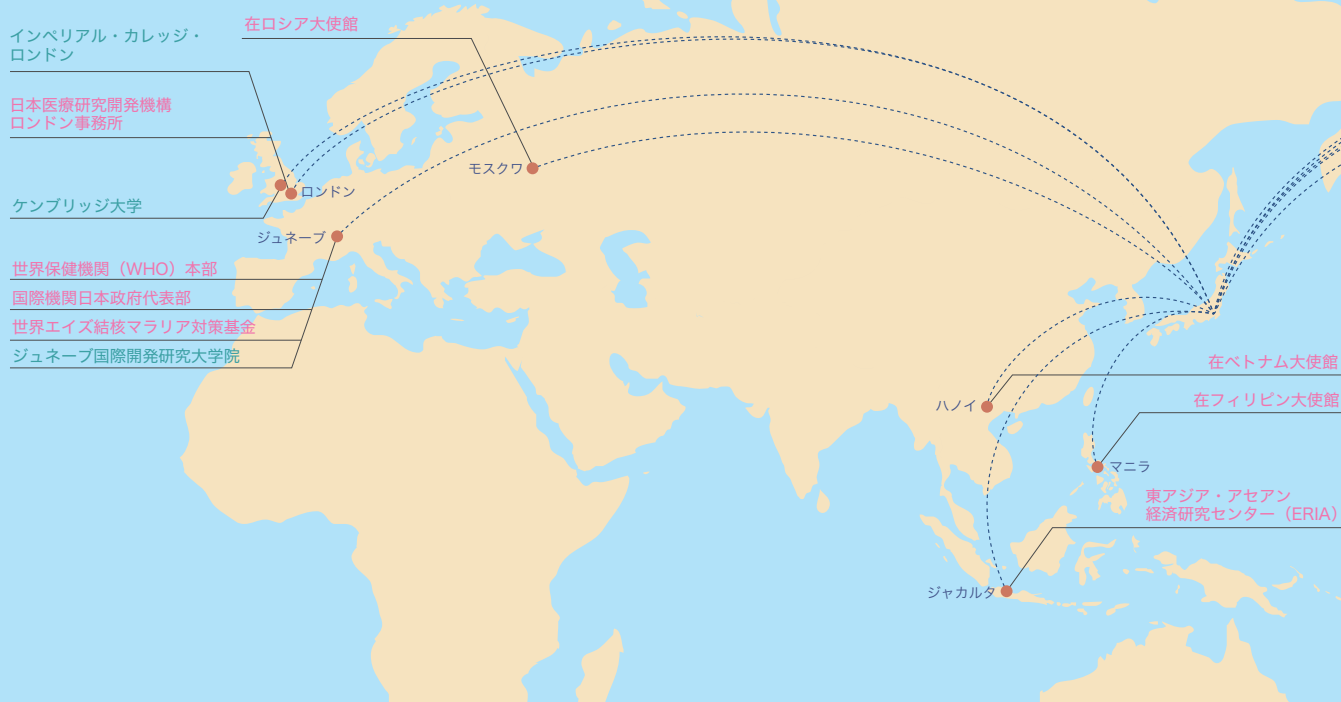 インペリアル・カレッジ・
ロンドン
在ロシア大使館
日本医療研究開発機構
ロンドン事務所
モスクワ
ロンドン
ケンブリッジ大学
ジュネーブ
世界保健機関（WHO）本部
国際機関日本政府代表部
世界エイズ結核マラリア対策基金
ジュネーブ国際開発研究大学院
在ベトナム大使館
ハノイ
在フィリピン大使館
マニラ
東アジア・アセアン
経済研究センター（ERIA）
ジャカルタ